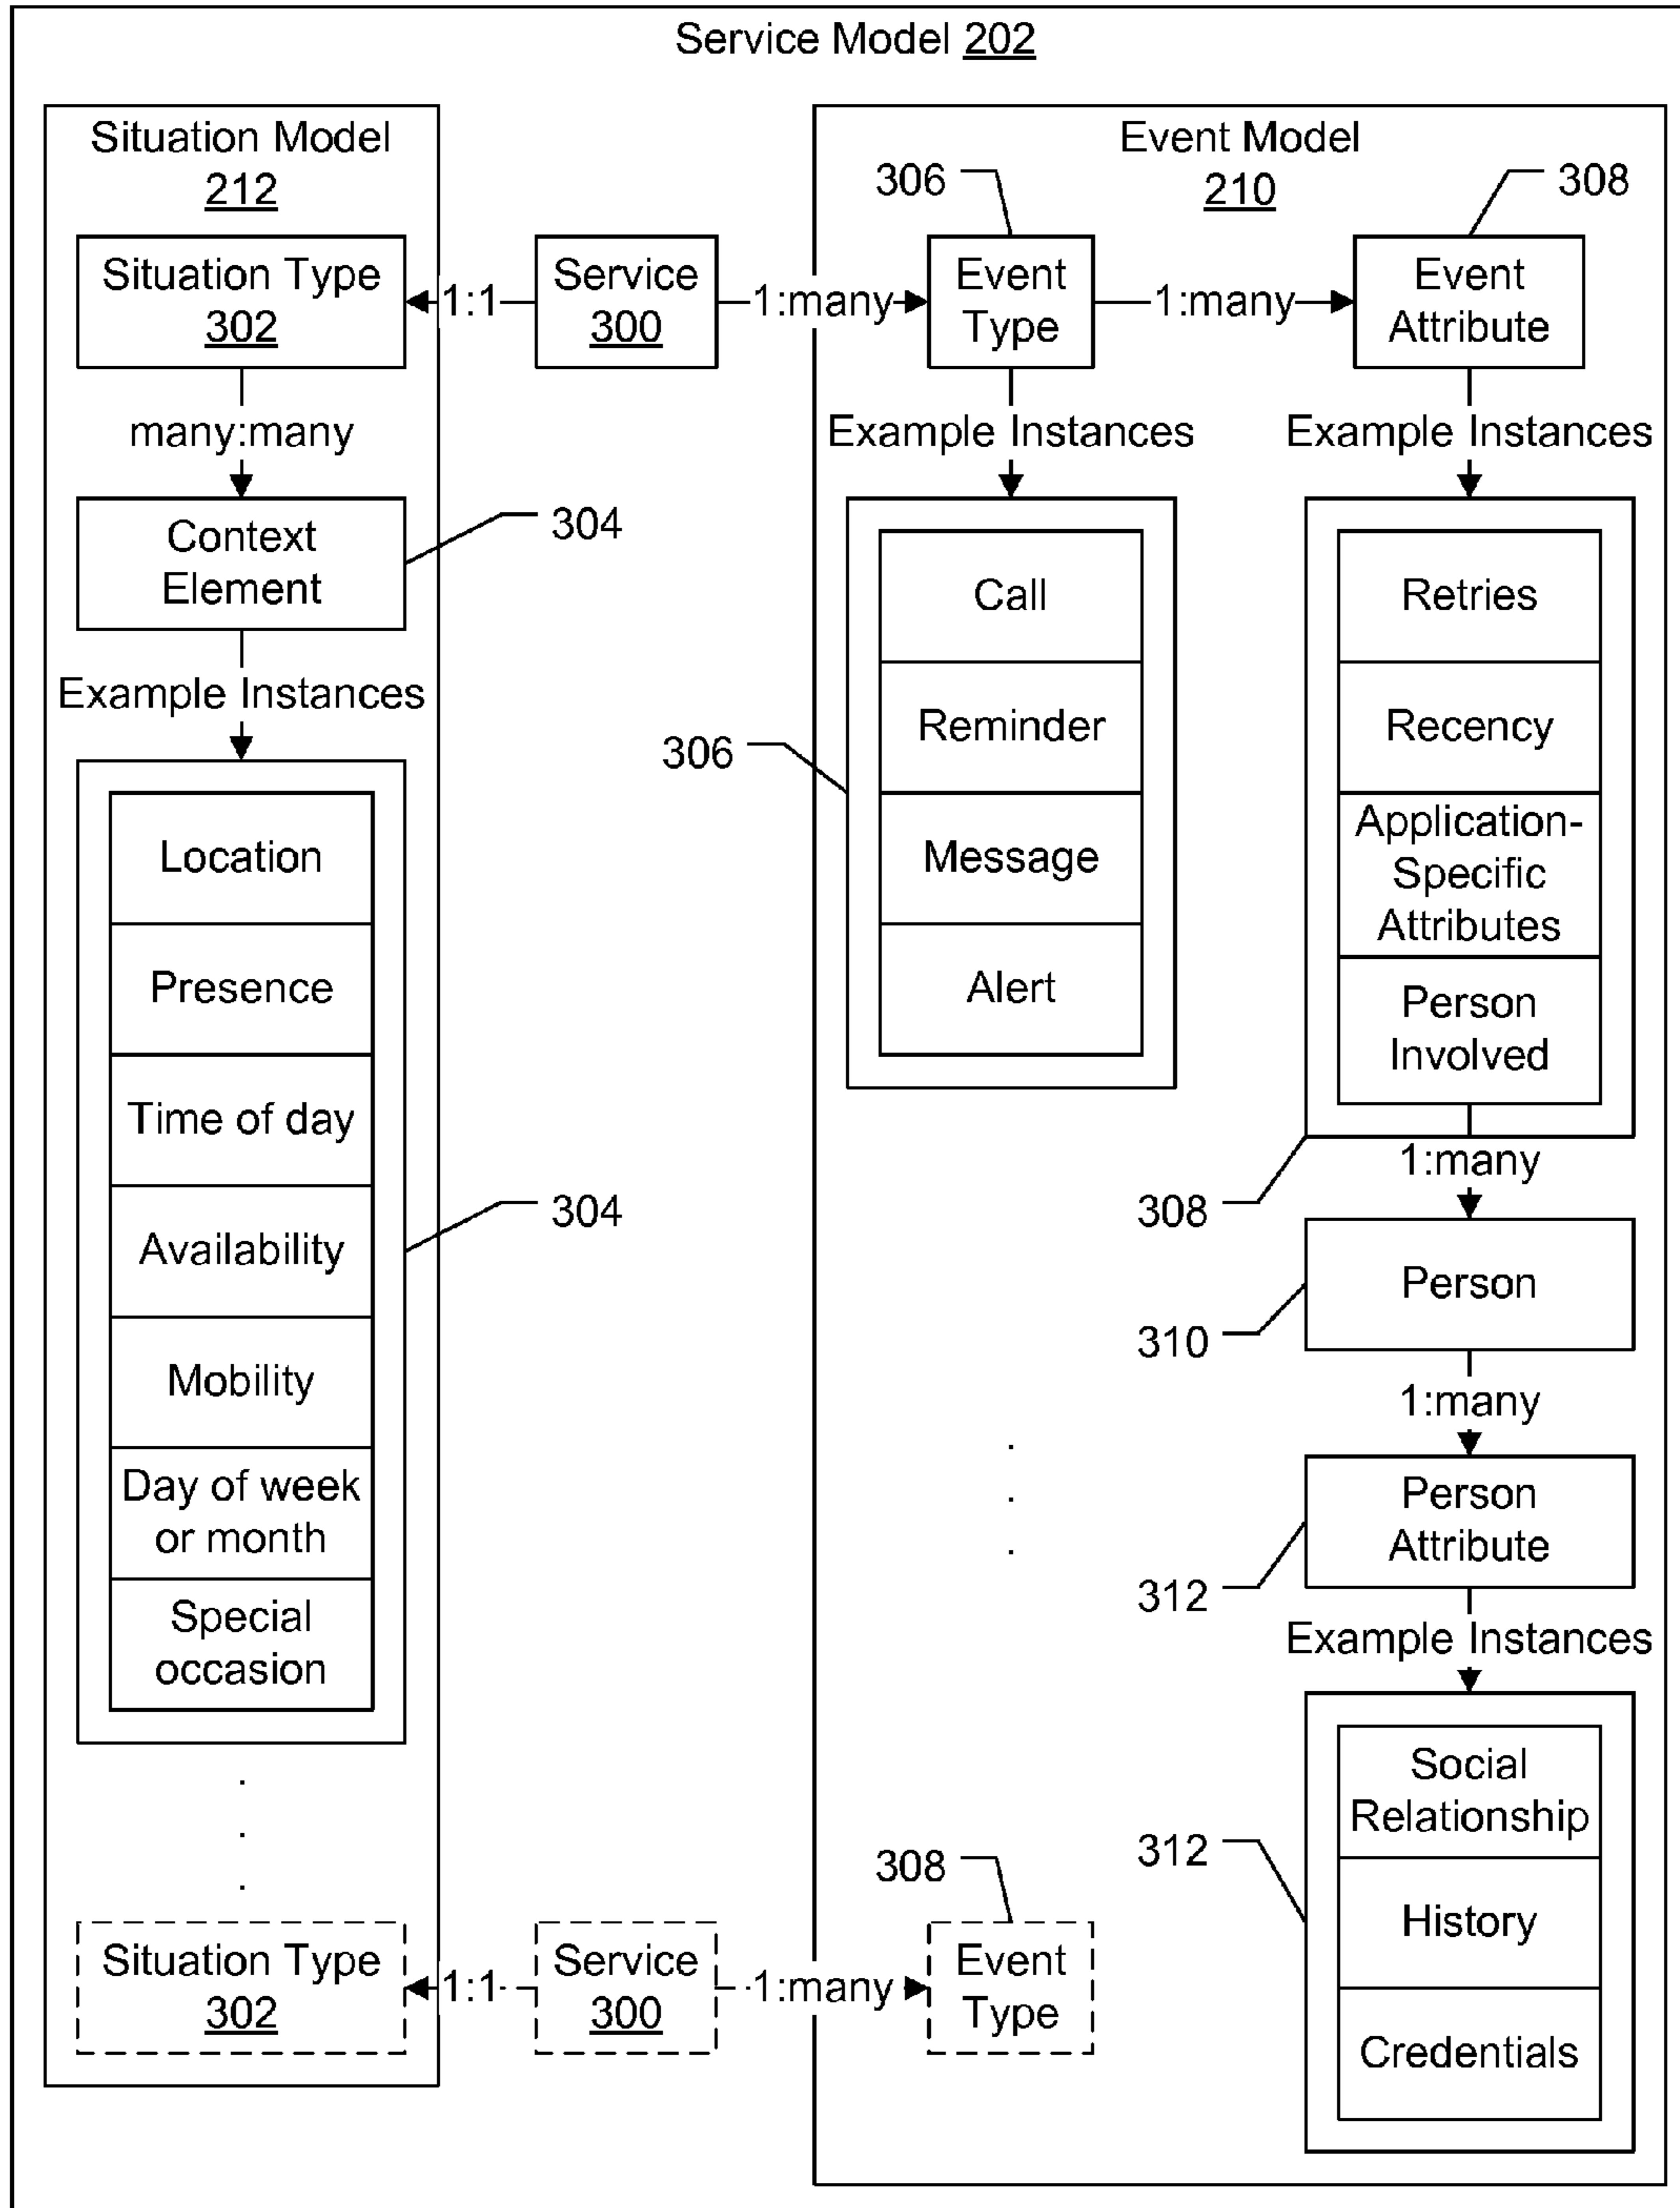 Service Model 202
Situation Model
212
Situation Type
302
1:1
Service
300
1:many
Event Model
210
306
Event
Type
1:many
308
Event
Attribute
many:many
Context
Element
304
Example Instances
Location
Presence
Time of day
Availability
Mobility
Day of week
or month
Special
occasion
304
.
.
.
Example Instances
306
Call
Reminder
Message
Alert
Example Instances
Retries
Recency
Application-
Specific
Attributes
Person
Involved
308
1:many
310
Person
1:many
312
Person
Attribute
Example Instances
312
Social
Relationship
History
Credentials
.
.
.
Situation Type
302
1:1
Service
300
1:many
308
Event
Type